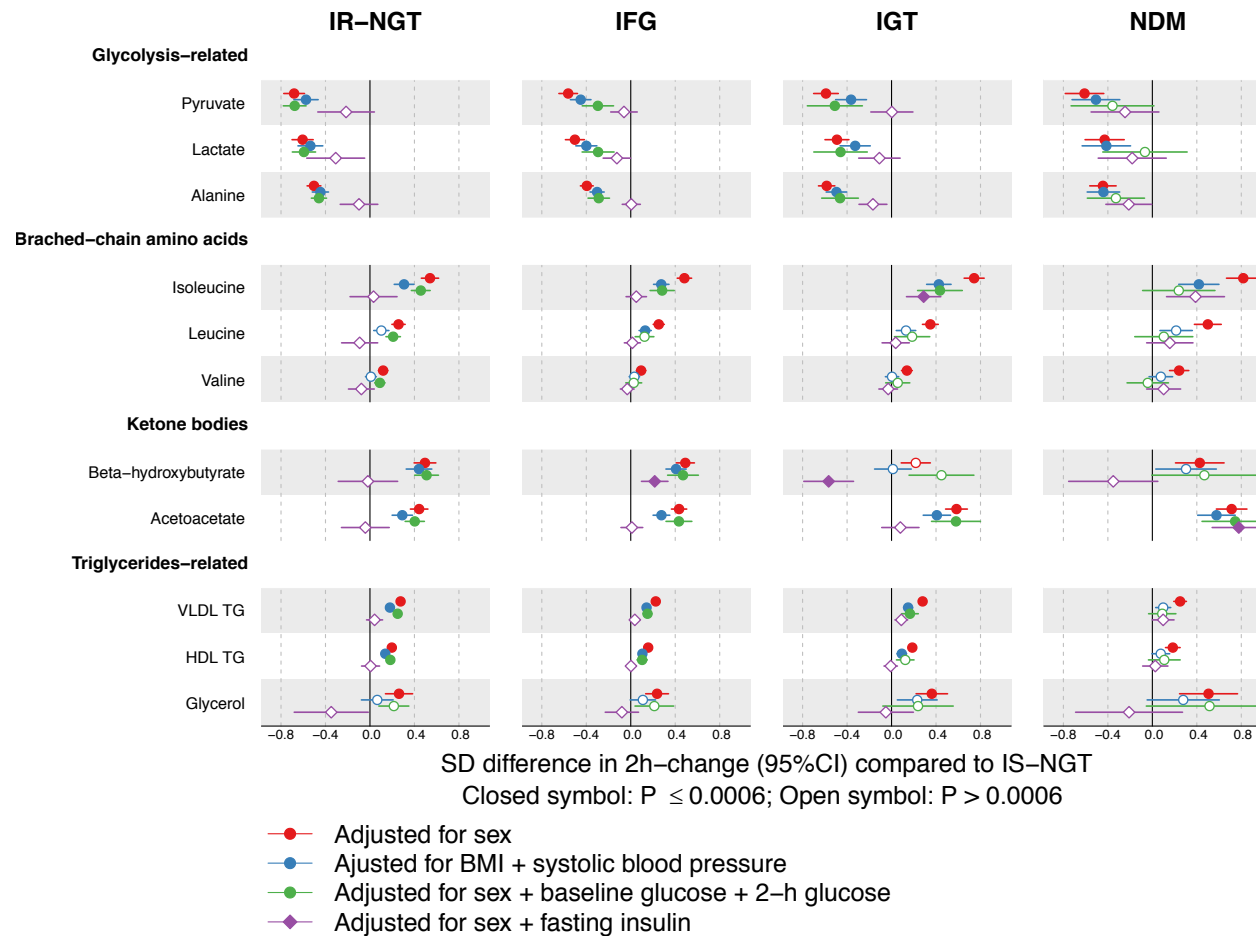 IR−NGT IFG IGT NDM
Glycolysis−related
Pyruvate
Lactate
Alanine
Brached−chain amino acids
Isoleucine
Leucine
Valine
Ketone bodies
Beta−hydroxybutyrate
Acetoacetate
Triglycerides−related
VLDL TG
HDL TG
Glycerol
−0.8 −0.4 0.0 0.4 0.8 −0.8 −0.4 0.0 0.4 0.8 −0.8 −0.4 0.0 0.4 0.8 −0.8 −0.4 0.0 0.4 0.8
SD difference in 2h−change (95%CI) compared to IS−NGT
Closed symbol: P ≤ 0.0006; Open symbol: P > 0.0006
Adjusted for sex
Ajusted for BMI + systolic blood pressure
Adjusted for sex + baseline glucose + 2−h glucose
Adjusted for sex + fasting insulin